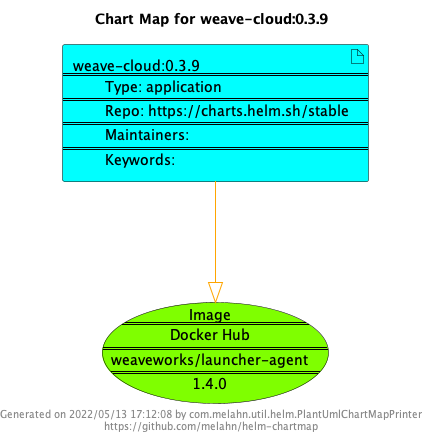 Chart Map for weave-cloud:0.3.9
weave-cloud:0.3.9
Type: application
Repo: https://charts.helm.sh/stable
Maintainers:
Keywords:
Image
Docker Hub
weaveworks/launcher-agent
1.4.0
Generated on 2022/05/13 17:12:08 by com.melahn.util.helm.PlantUmlChartMapPrinter
https://github.com/melahn/helm-chartmap